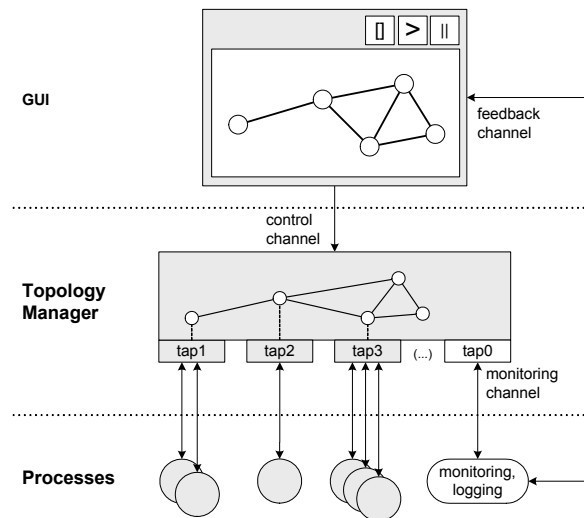 [] > ||
GUI
feedback
channel
control
channel
Topology
Manager
tap1 tap2 tap3 (...) tap0
monitoring
channel
Processes
monitoring,
logging